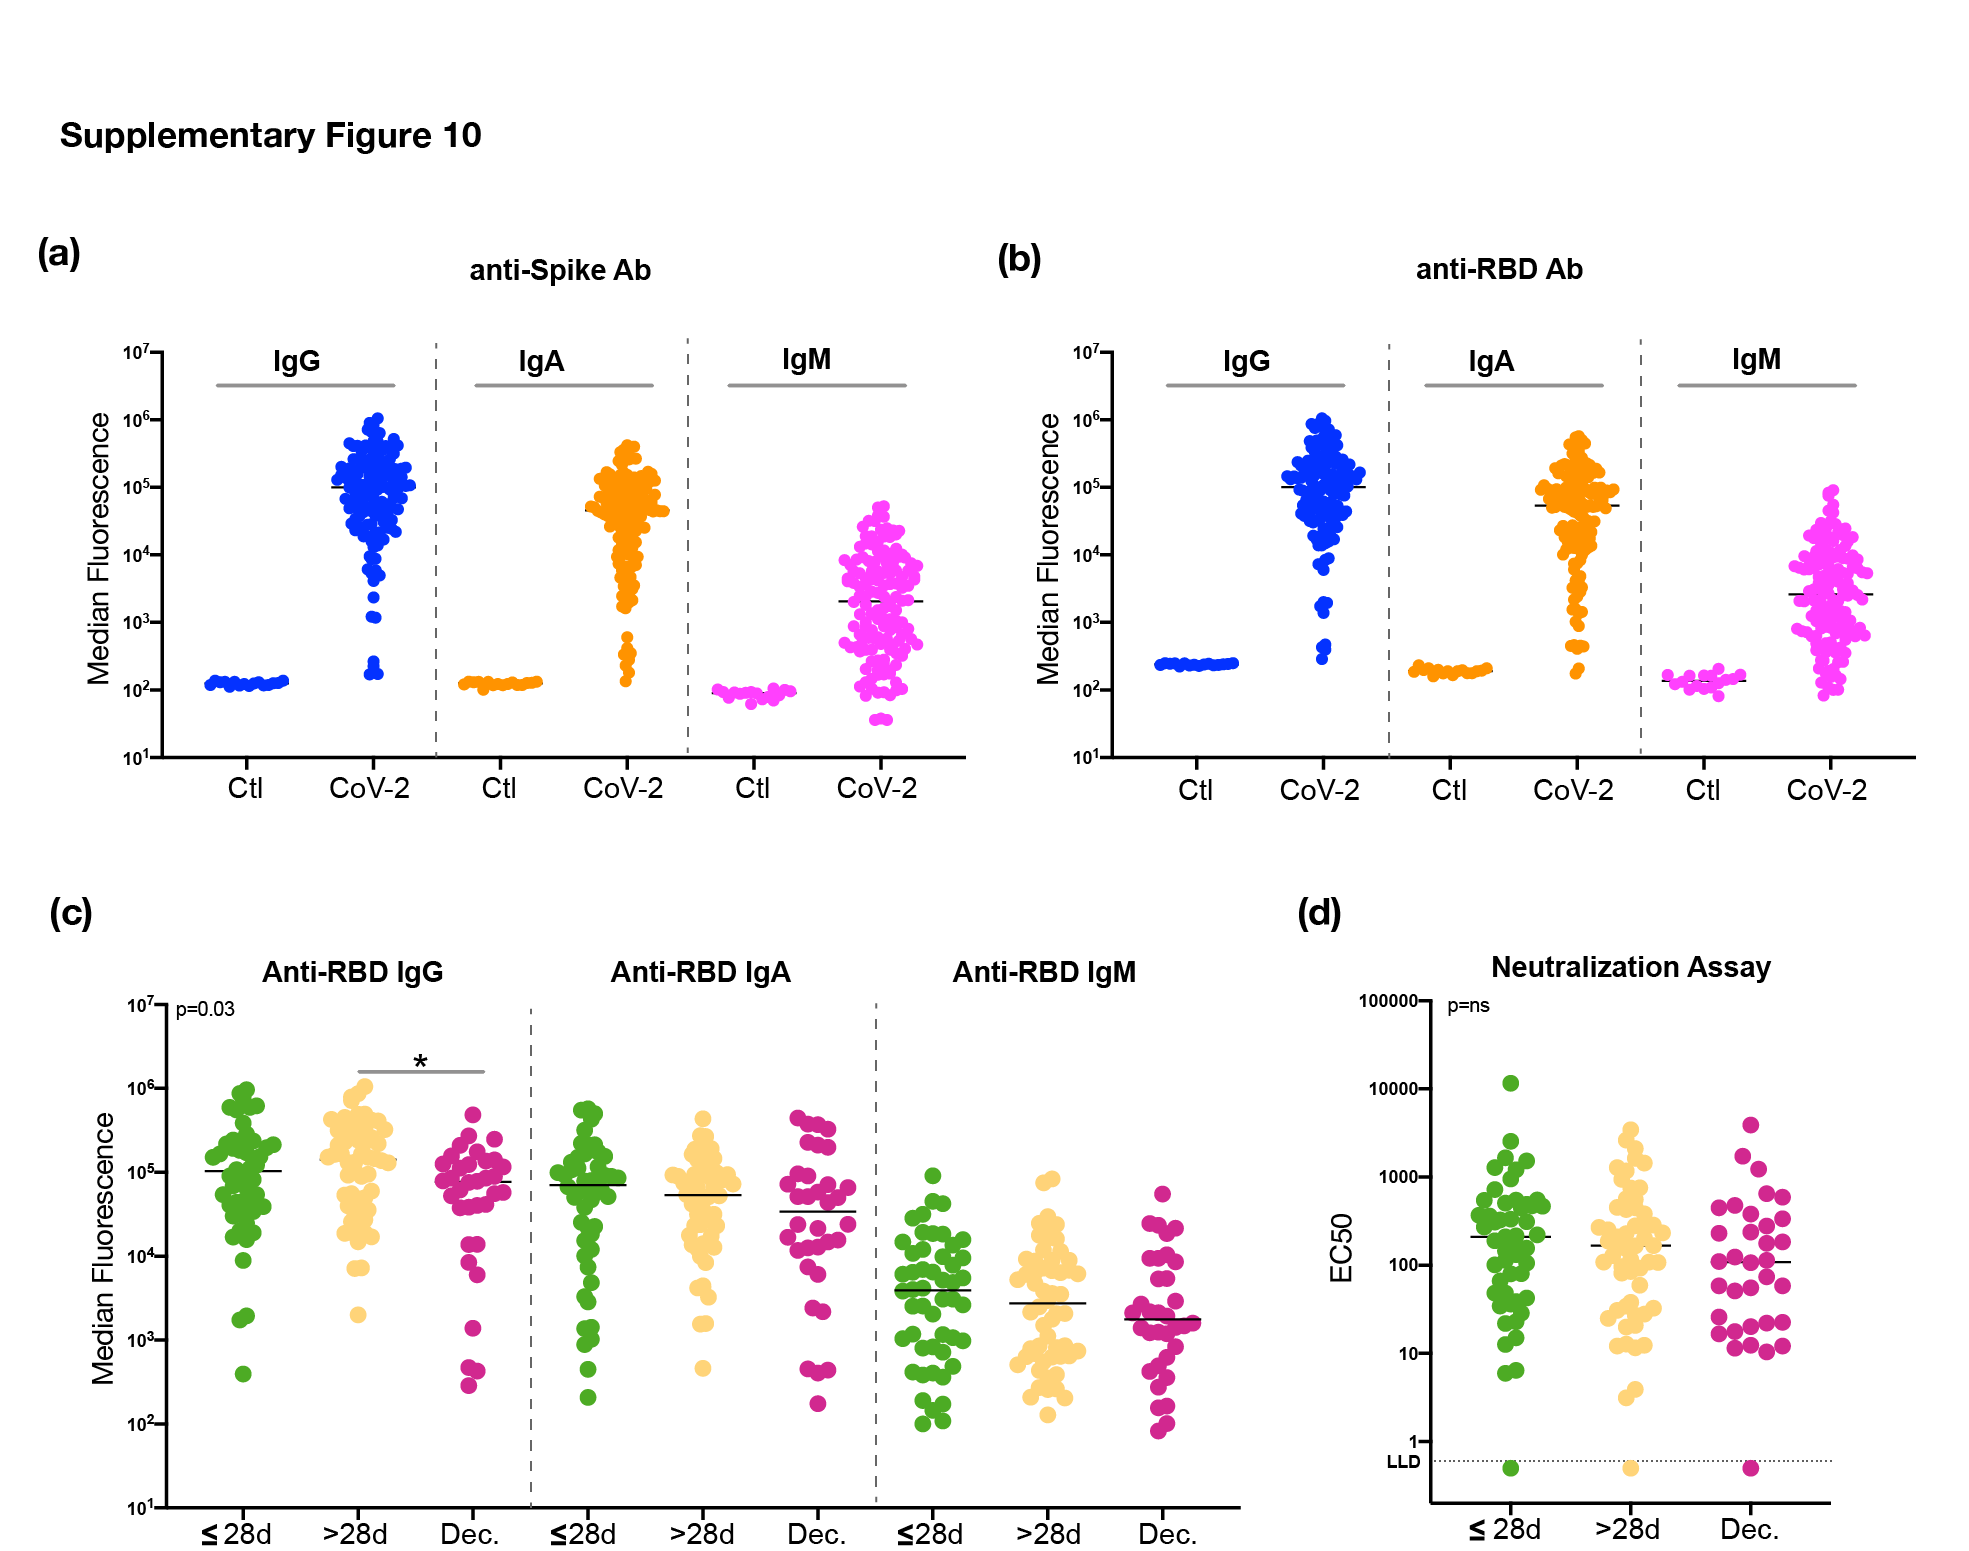 Supplementary Figure 10
(a)
anti-Spike Ab
IgG IgA IgM
Median Fluorescence
10⁷
10⁶
10⁵
10⁴
10³
10²
10¹
Ctl CoV-2 Ctl CoV-2 Ctl CoV-2
(b)
anti-RBD Ab
IgG IgA IgM
Median Fluorescence
10⁷
10⁶
10⁵
10⁴
10³
10²
10¹
Ctl CoV-2 Ctl CoV-2 Ctl CoV-2
(c)
Anti-RBD IgG Anti-RBD IgA Anti-RBD IgM
p=0.03
*
Median Fluorescence
10⁷
10⁶
10⁵
10⁴
10³
10²
10¹
≤ 28d >28d Dec. ≤28d >28d Dec. ≤28d >28d Dec.
(d)
Neutralization Assay
p=ns
EC50
100000
10000
1000
100
10
1
LLD
≤ 28d >28d Dec.